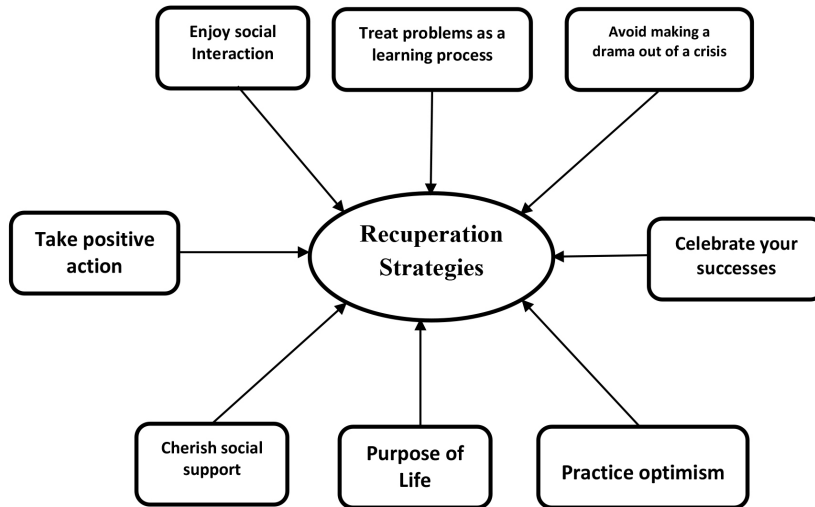 Enjoy social
Interaction
Treat problems as a
learning process
Avoid making a
drama out of a crisis
Take positive
action
Recuperation
Strategies
Celebrate your
successes
Cherish social
support
Purpose of
Life
Practice optimism